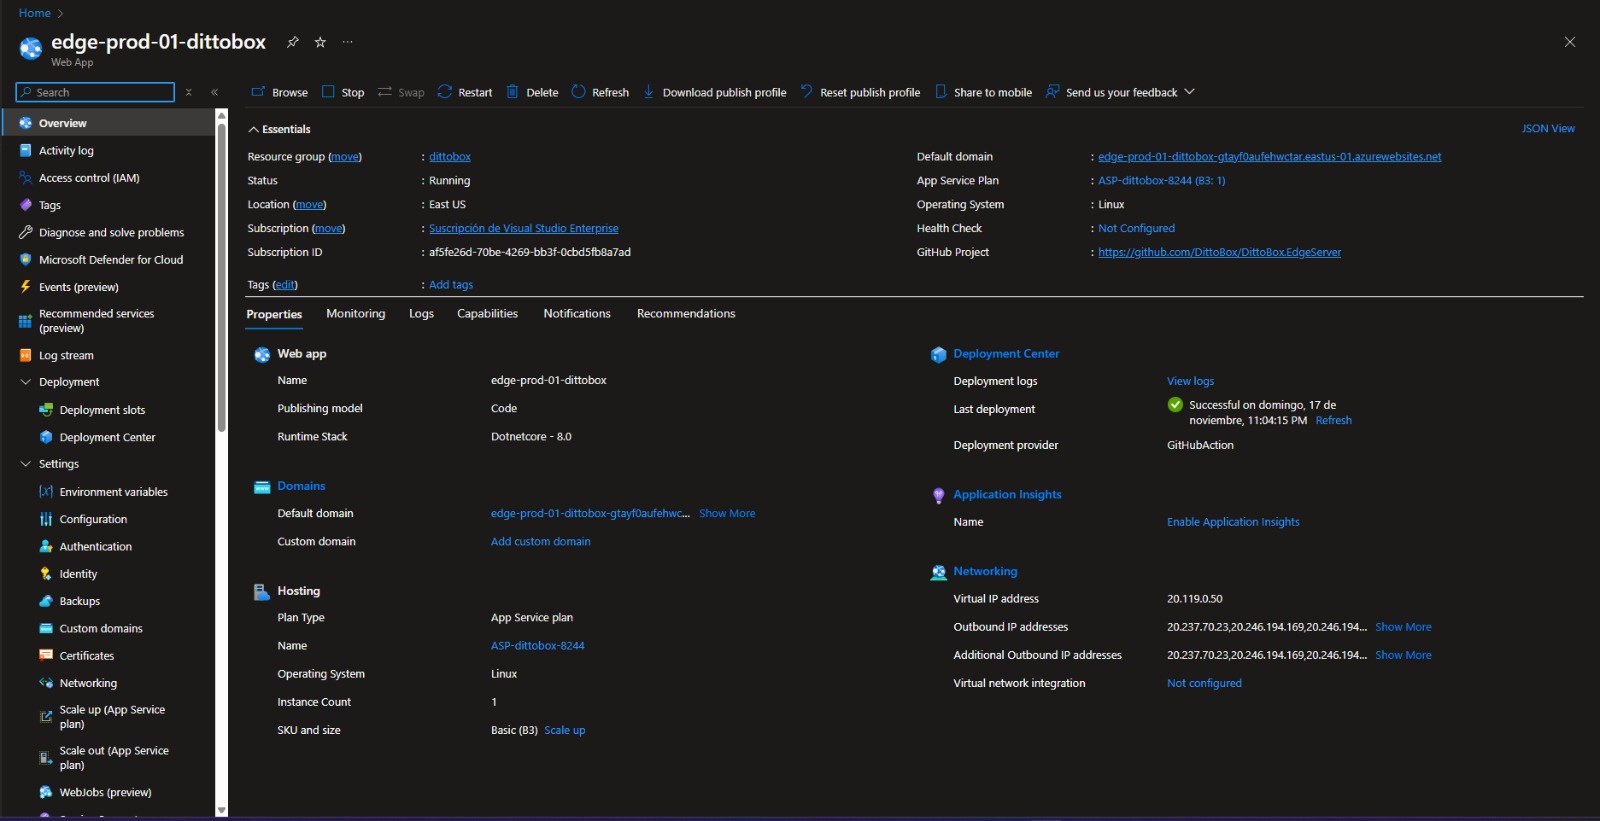 Home
edge-prod-01-dittobox
Web App
Search
Browse Stop Swap Restart Delete Refresh Download publish profile Reset publish profile Share to mobile Send us your feedback
Overview
Activity log
Access control (IAM)
Tags
Diagnose and solve problems
Microsoft Defender for Cloud
Events (preview)
Recommended services
(preview)
Log stream
Deployment
Deployment slots
Deployment Center
Settings
Environment variables
Configuration
Authentication
Identity
Backups
Custom domains
Certificates
Networking
Scale up (App Service
plan)
Scale out (App Service
plan)
WebJobs (preview)
Essentials
JSON View
Resource group (move) : dittobox
Status : Running
Location (move) : East US
Subscription (move) : Suscripción de Visual Studio Enterprise
Subscription ID : af5fe26d-70be-4269-bb3f-0cbd5fb8a7ad
Default domain : edge-prod-01-dittobox-gtayf0aufehwctar.eastus-01.azurewebsites.net
App Service Plan : ASP-dittobox-8244 (B3: 1)
Operating System : Linux
Health Check : Not Configured
GitHub Project : https://github.com/DittoBox/DittoBox.EdgeServer
Tags (edit) : Add tags
Properties Monitoring Logs Capabilities Notifications Recommendations
Web app
Name edge-prod-01-dittobox
Publishing model Code
Runtime Stack Dotnetcore - 8.0
Domains
Default domain edge-prod-01-dittobox-gtayf0aufehwc... Show More
Custom domain Add custom domain
Hosting
Plan Type App Service plan
Name ASP-dittobox-8244
Operating System Linux
Instance Count 1
SKU and size Basic (B3) Scale up
Deployment Center
Deployment logs View logs
Last deployment Successful on domingo, 17 de
noviembre, 11:04:15 PM Refresh
Deployment provider GitHubAction
Application Insights
Name Enable Application Insights
Networking
Virtual IP address 20.119.0.50
Outbound IP addresses 20.237.70.23,20.246.194.169,20.246.194... Show More
Additional Outbound IP addresses 20.237.70.23,20.246.194.169,20.246.194... Show More
Virtual network integration Not configured